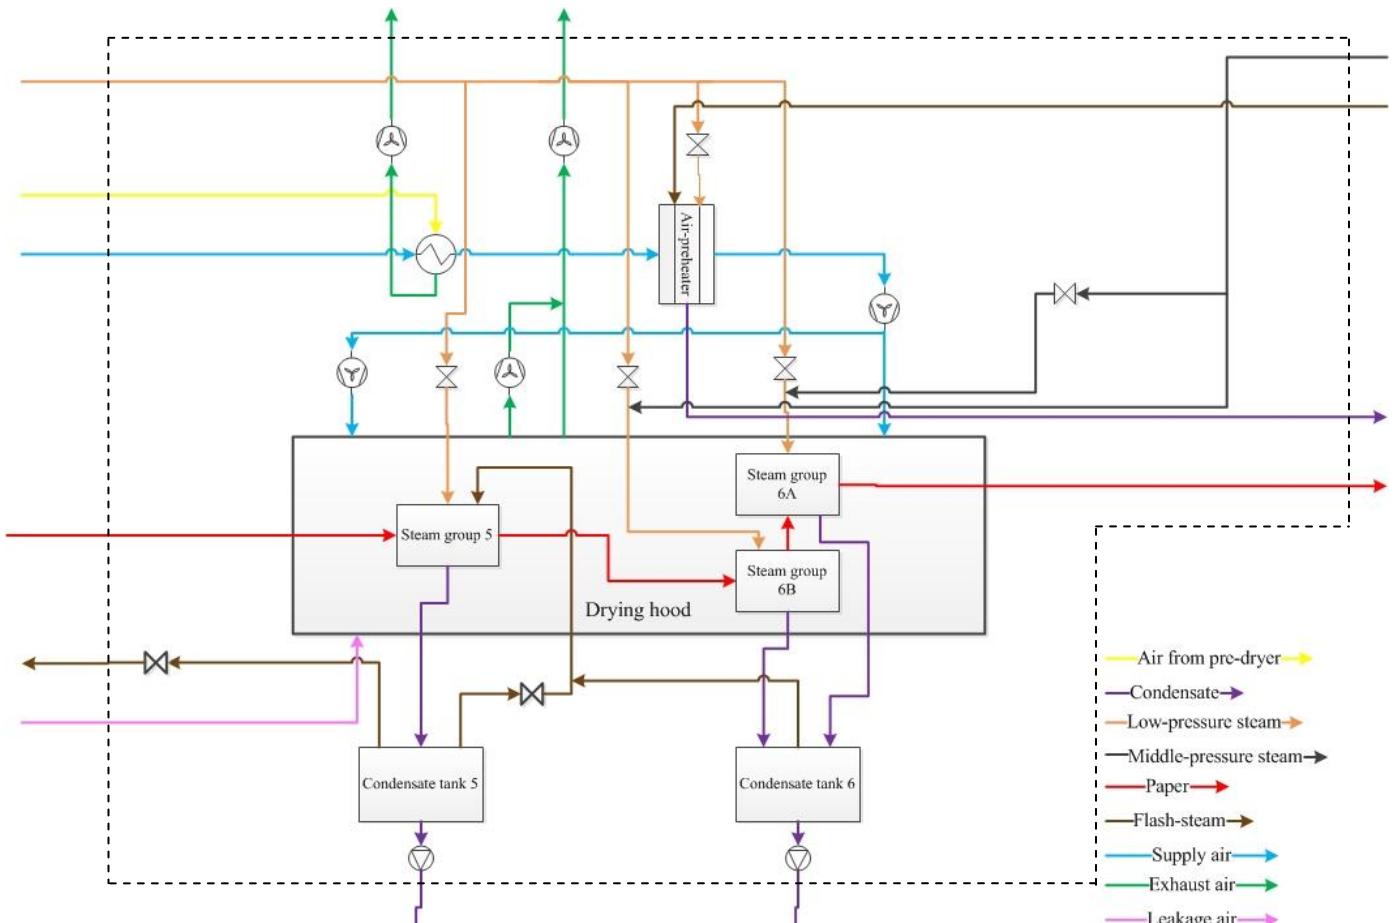 Air-preheater
Steam group
6A
Steam group 5
Steam group
6B
Drying hood
Air from pre-dryer
Condensate
Low-pressure steam
Middle-pressure steam
Condensate tank 5
Condensate tank 6
Paper
Flash-steam
Supply air
Exhaust air
Leakage air